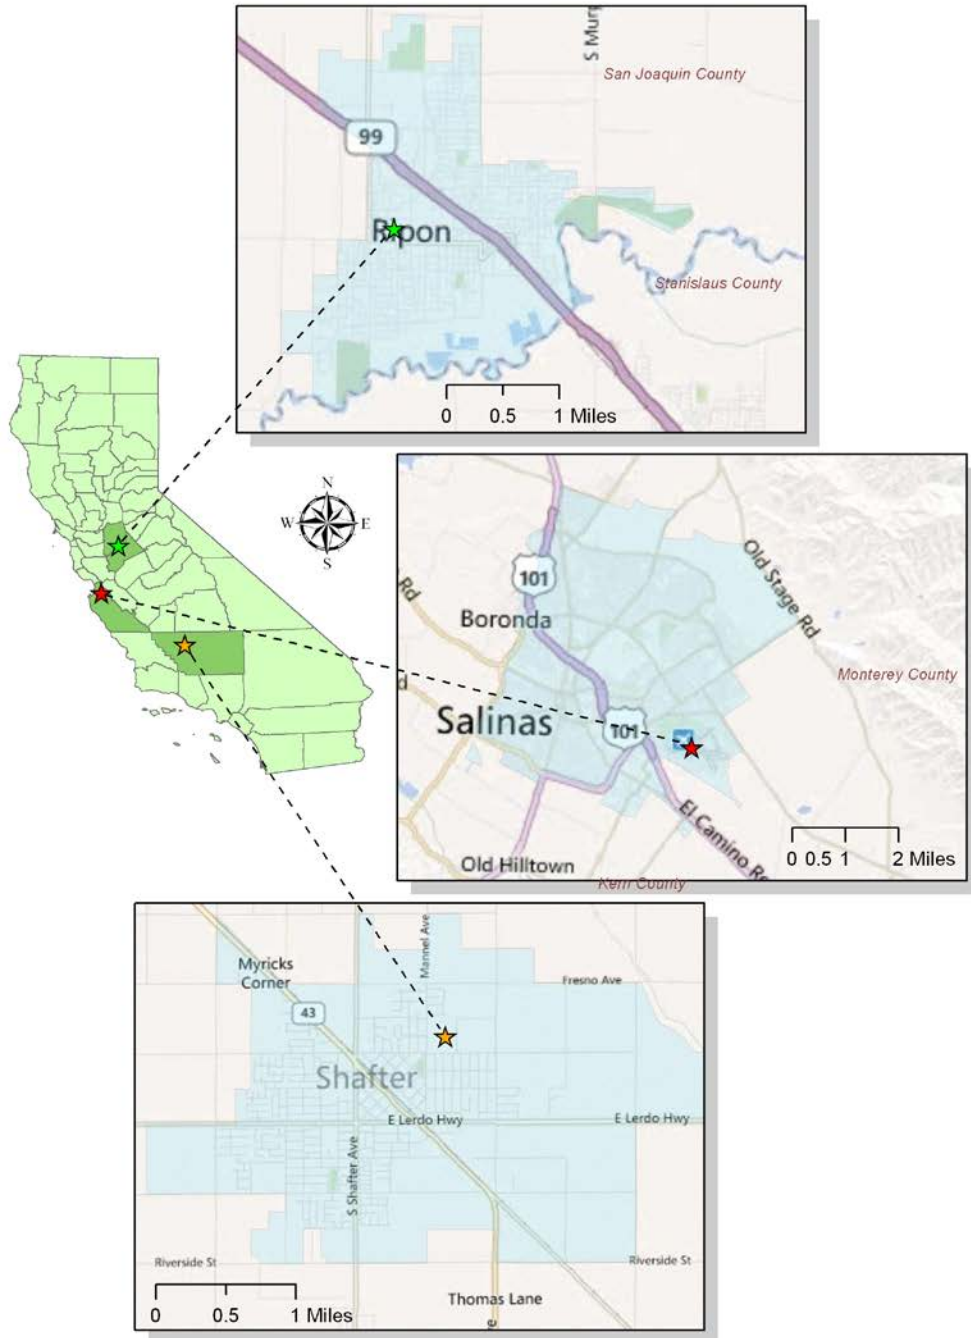 S Mur
San Joaquin County
99
Ripon
Stanislaus County
0 0.5 1 Miles
N
W E
S
101
Old Stage Rd
Rd
Boronda
Monterey County
d
Salinas
101
El Camino Re
0 0.5 1 2 Miles
Old Hilltown
Kern County
Mannel Ave
Myricks
Corner
Fresno Ave
43
Shafter
E Lerdo Hwy
E Lerdo Hwy
S Shafter Ave
Riverside St
Riverside St
Thomas Lane
0 0.5 1 Miles